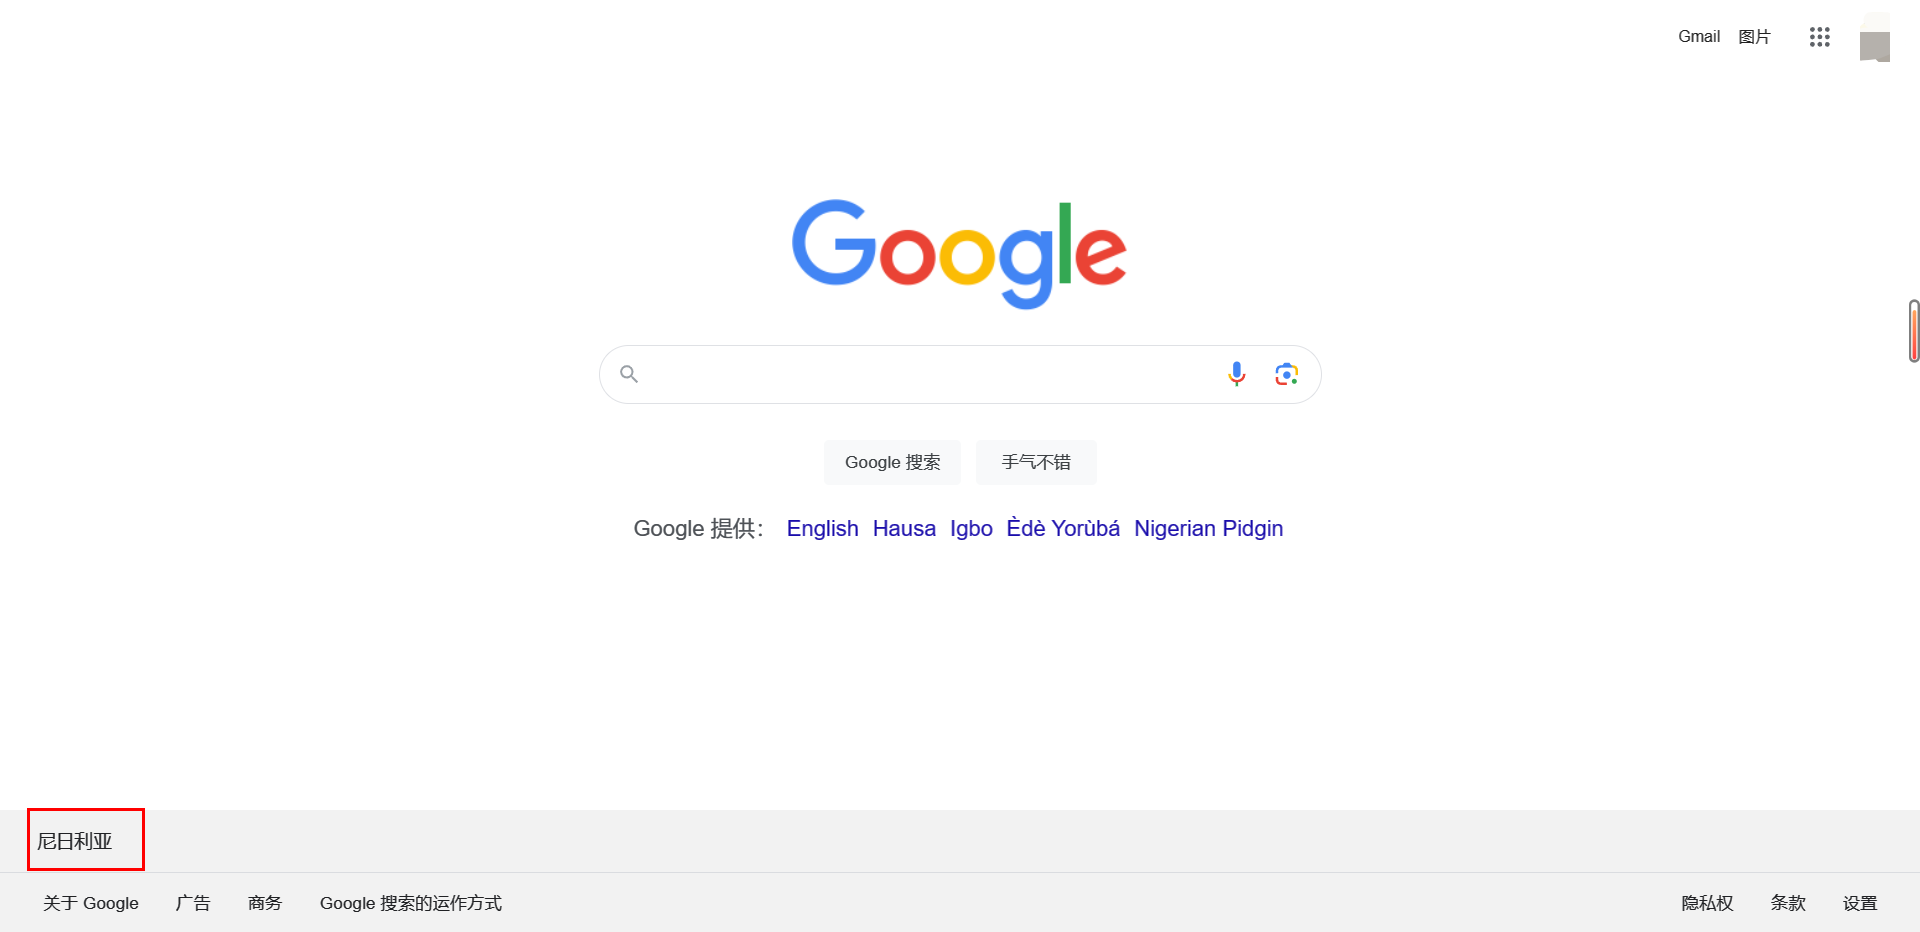 Gmail 图片
Google
Google 搜索 手气不错
Google 提供： English Hausa Igbo Èdè Yorùbá Nigerian Pidgin
尼日利亚
关于 Google 广告 商务 Google 搜索的运作方式 隐私权 条款 设置